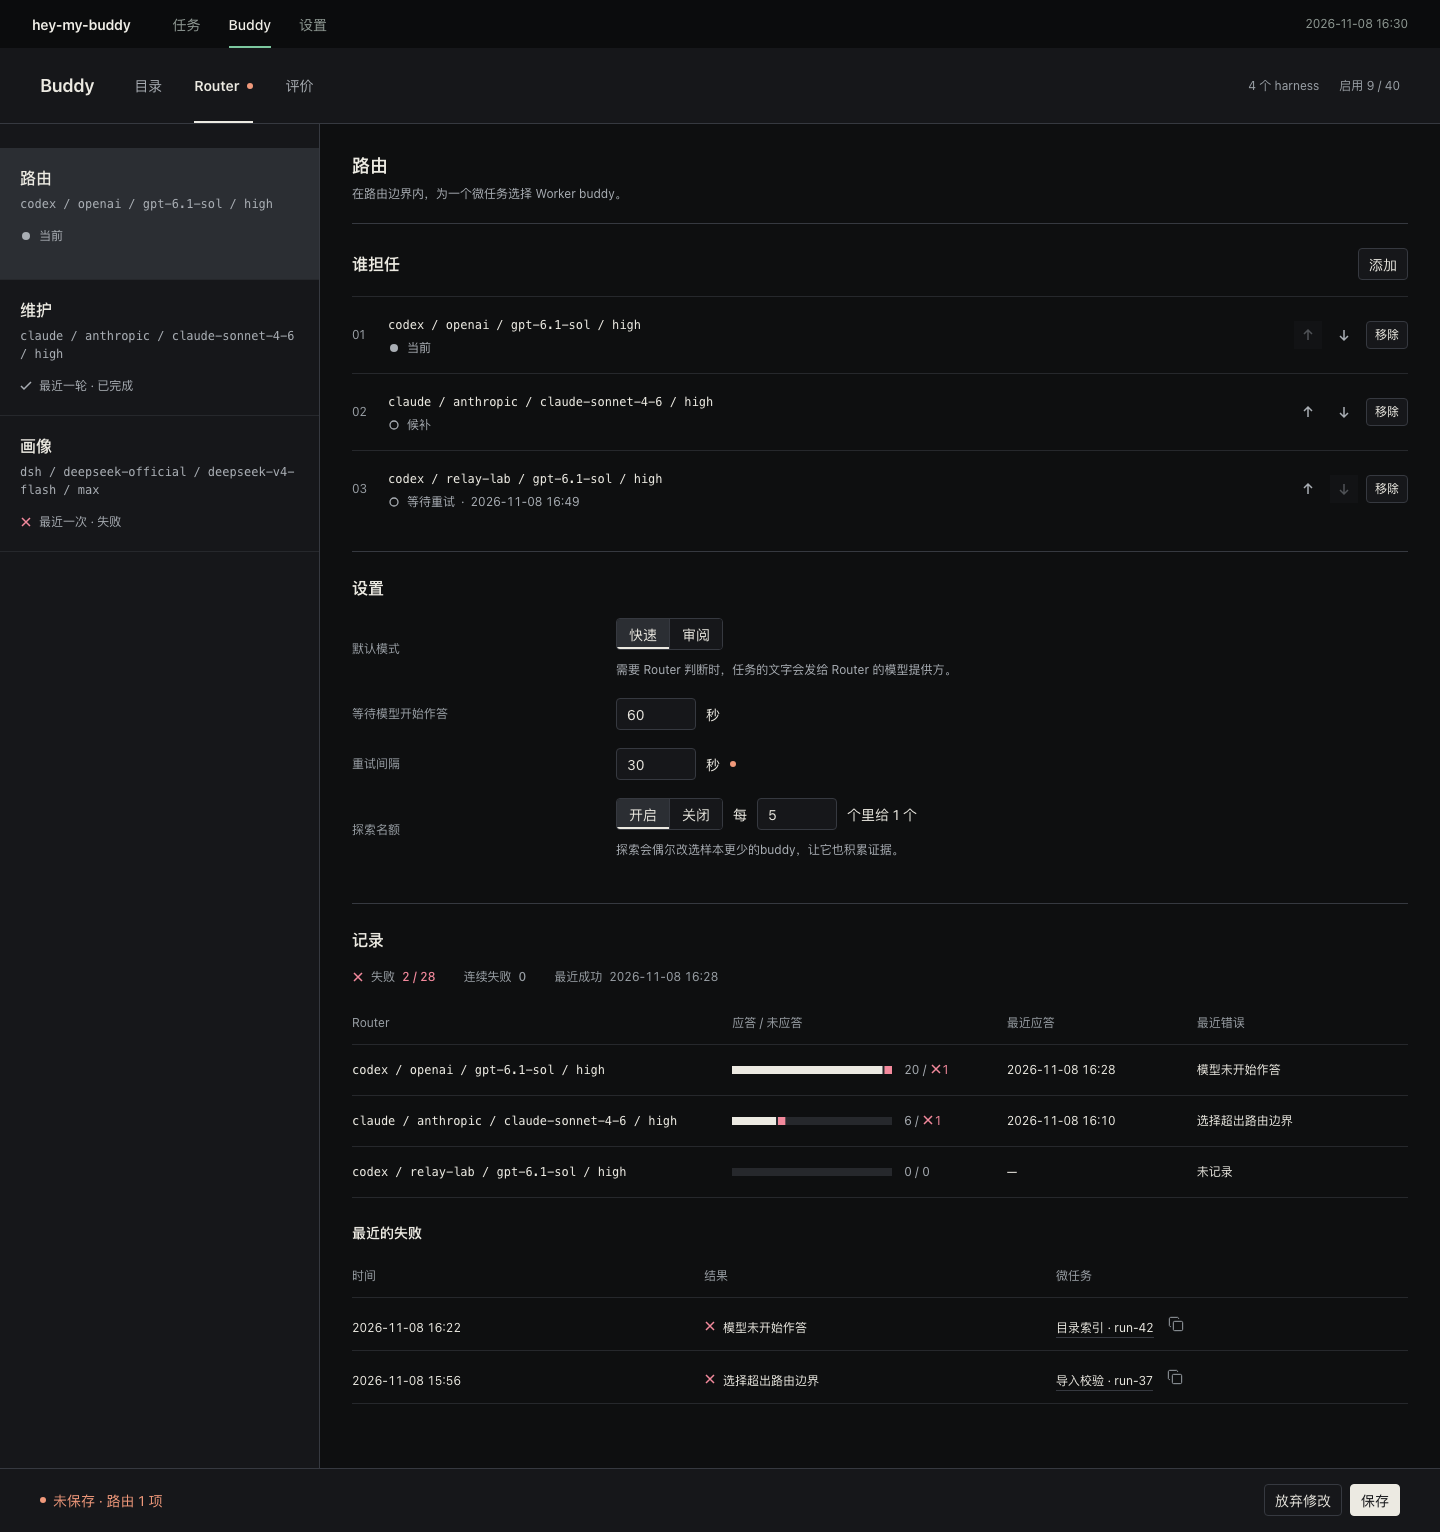 hey-my-buddy 任务 Buddy 设置 2026-11-08 16:30
Buddy 目录 Router 评价 4 个 harness 启用 9 / 40
路由
codex / openai / gpt-6.1-sol / high
当前
维护
claude / anthropic / claude-sonnet-4-6
/ high
最近一轮 · 已完成
画像
dsh / deepseek-official / deepseek-v4-
flash / max
最近一次 · 失败
路由
在路由边界内，为一个微任务选择 Worker buddy。
谁担任 添加
01 codex / openai / gpt-6.1-sol / high
当前
↑ ↓ 移除
02 claude / anthropic / claude-sonnet-4-6 / high
候补
↑ ↓ 移除
03 codex / relay-lab / gpt-6.1-sol / high
等待重试 · 2026-11-08 16:49
↑ ↓ 移除
设置
默认模式 快速 审阅
需要 Router 判断时，任务的文字会发给 Router 的模型提供方。
等待模型开始作答 60 秒
重试间隔 30 秒
探索名额 开启 关闭 每 5 个里给 1 个
探索会偶尔改选样本更少的buddy，让它也积累证据。
记录
失败 2 / 28 连续失败 0 最近成功 2026-11-08 16:28
Router 应答 / 未应答 最近应答 最近错误
codex / openai / gpt-6.1-sol / high 20 / ✕1 2026-11-08 16:28 模型未开始作答
claude / anthropic / claude-sonnet-4-6 / high 6 / ✕1 2026-11-08 16:10 选择超出路由边界
codex / relay-lab / gpt-6.1-sol / high 0 / 0 — 未记录
最近的失败
时间 结果 微任务
2026-11-08 16:22 模型未开始作答 目录索引 · run-42
2026-11-08 15:56 选择超出路由边界 导入校验 · run-37
未保存 · 路由 1 项 放弃修改 保存